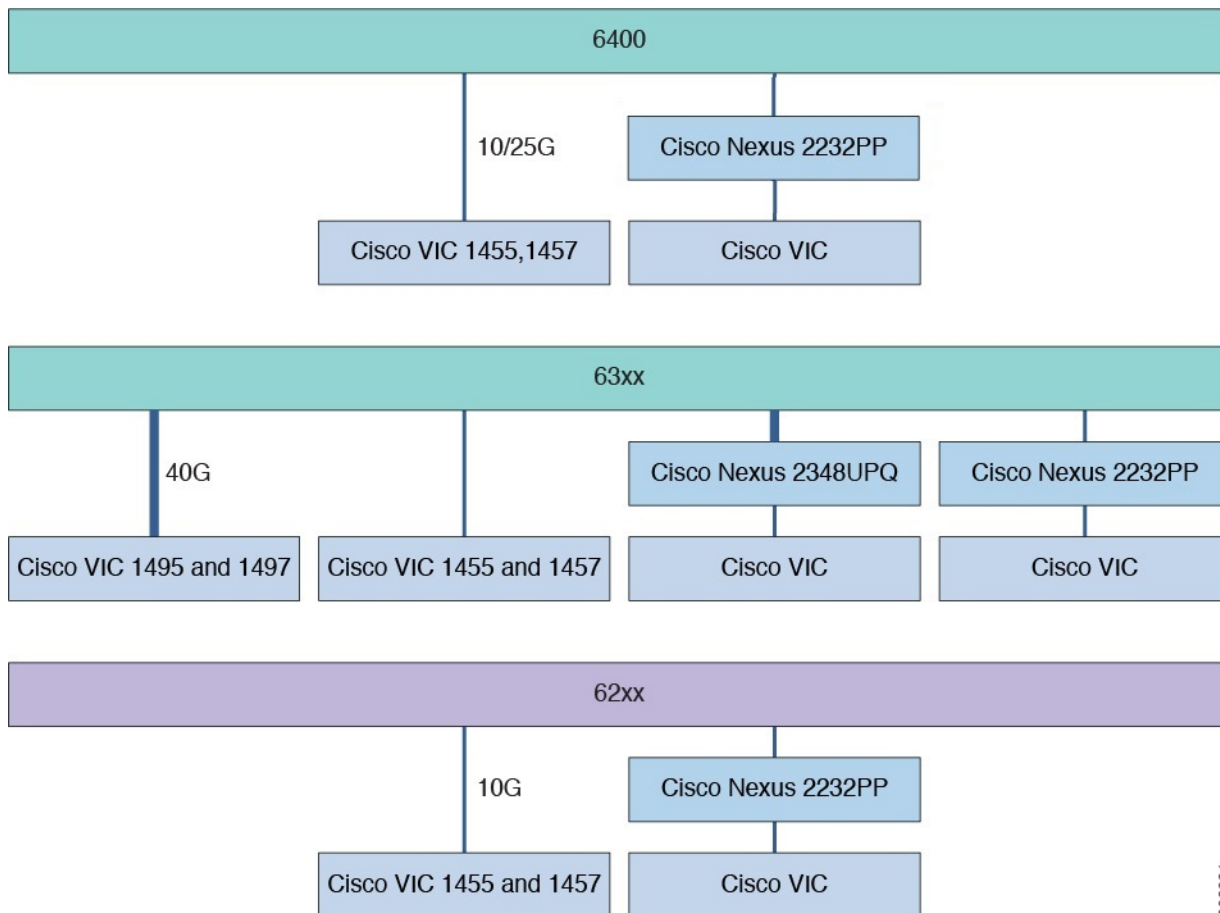 6400
10/25G
Cisco Nexus 2232PP
Cisco VIC 1455,1457
Cisco VIC
63xx
40G
Cisco Nexus 2348UPQ
Cisco Nexus 2232PP
Cisco VIC 1495 and 1497
Cisco VIC 1455 and 1457
Cisco VIC
Cisco VIC
62xx
10G
Cisco Nexus 2232PP
Cisco VIC 1455 and 1457
Cisco VIC